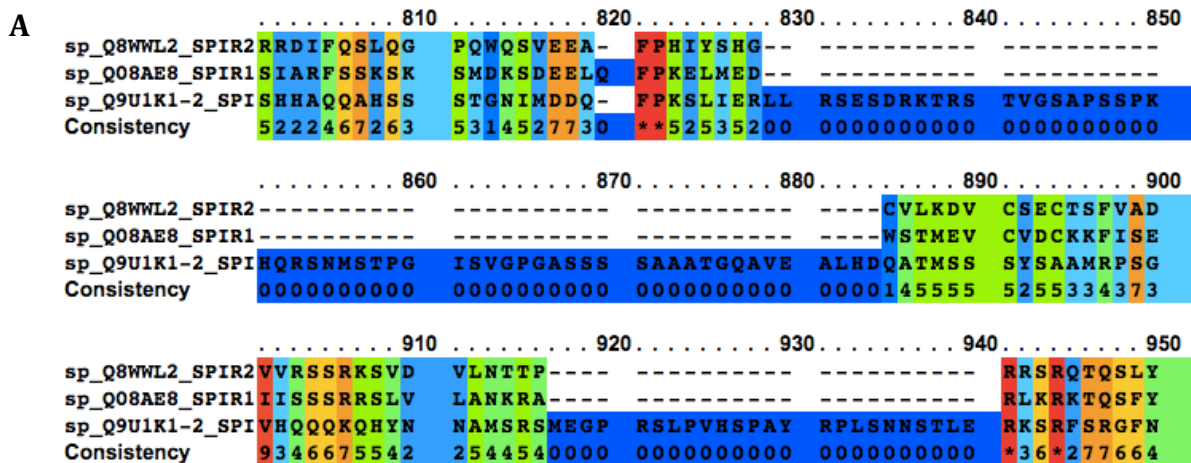 A
. . . . . . . . . 810 . . . . . . . . . 820 . . . . . . . . . 830 . . . . . . . . . 840 . . . . . . . . . 850
sp_Q8WWL2_SPIR2 RRDIFQSLQG PQWQSVEEA- FPHIYSHG-- ---------- ----------
sp_Q08AE8_SPIR1 SIARFSSKSK SMDKSDEELQ FPKELMED-- ---------- ----------
sp_Q9U1K1-2_SPI SHHAQQAHSS STGNIMDDQ- FPKSLIERLL RSESDRKTRS TVGSAPSSPK
Consistency 5222467263 5314527730 **52535200 0000000000 0000000000
. . . . . . . . . 860 . . . . . . . . . 870 . . . . . . . . . 880 . . . . . . . . . 890 . . . . . . . . . 900
sp_Q8WWL2_SPIR2 ---------- ---------- ---------- ----CVLKDV CSECTSFVAD
sp_Q08AE8_SPIR1 ---------- ---------- ---------- ----WSTMEV CVDCKKFISE
sp_Q9U1K1-2_SPI HQRSNMSTPG ISVGPGASSS SAAATGQAVE ALHDQATMSS SYSAAMRPSG
Consistency 0000000000 0000000000 0000000000 0000145555 5255334373
. . . . . . . . . 910 . . . . . . . . . 920 . . . . . . . . . 930 . . . . . . . . . 940 . . . . . . . . . 950
sp_Q8WWL2_SPIR2 VVRSSRKSVD VLNTTP---- ---------- ---------- RRSRQTQSLY
sp_Q08AE8_SPIR1 IISSSRRSLV LANKRA---- ---------- ---------- RLKRKTQSFY
sp_Q9U1K1-2_SPI VHQQQKQHYN NAMSRSMEGP RSLPVHSPAY RPLSNNSTLE RKSRFSRGFN
Consistency 9346675542 2544540000 0000000000 0000000000 *36*277664